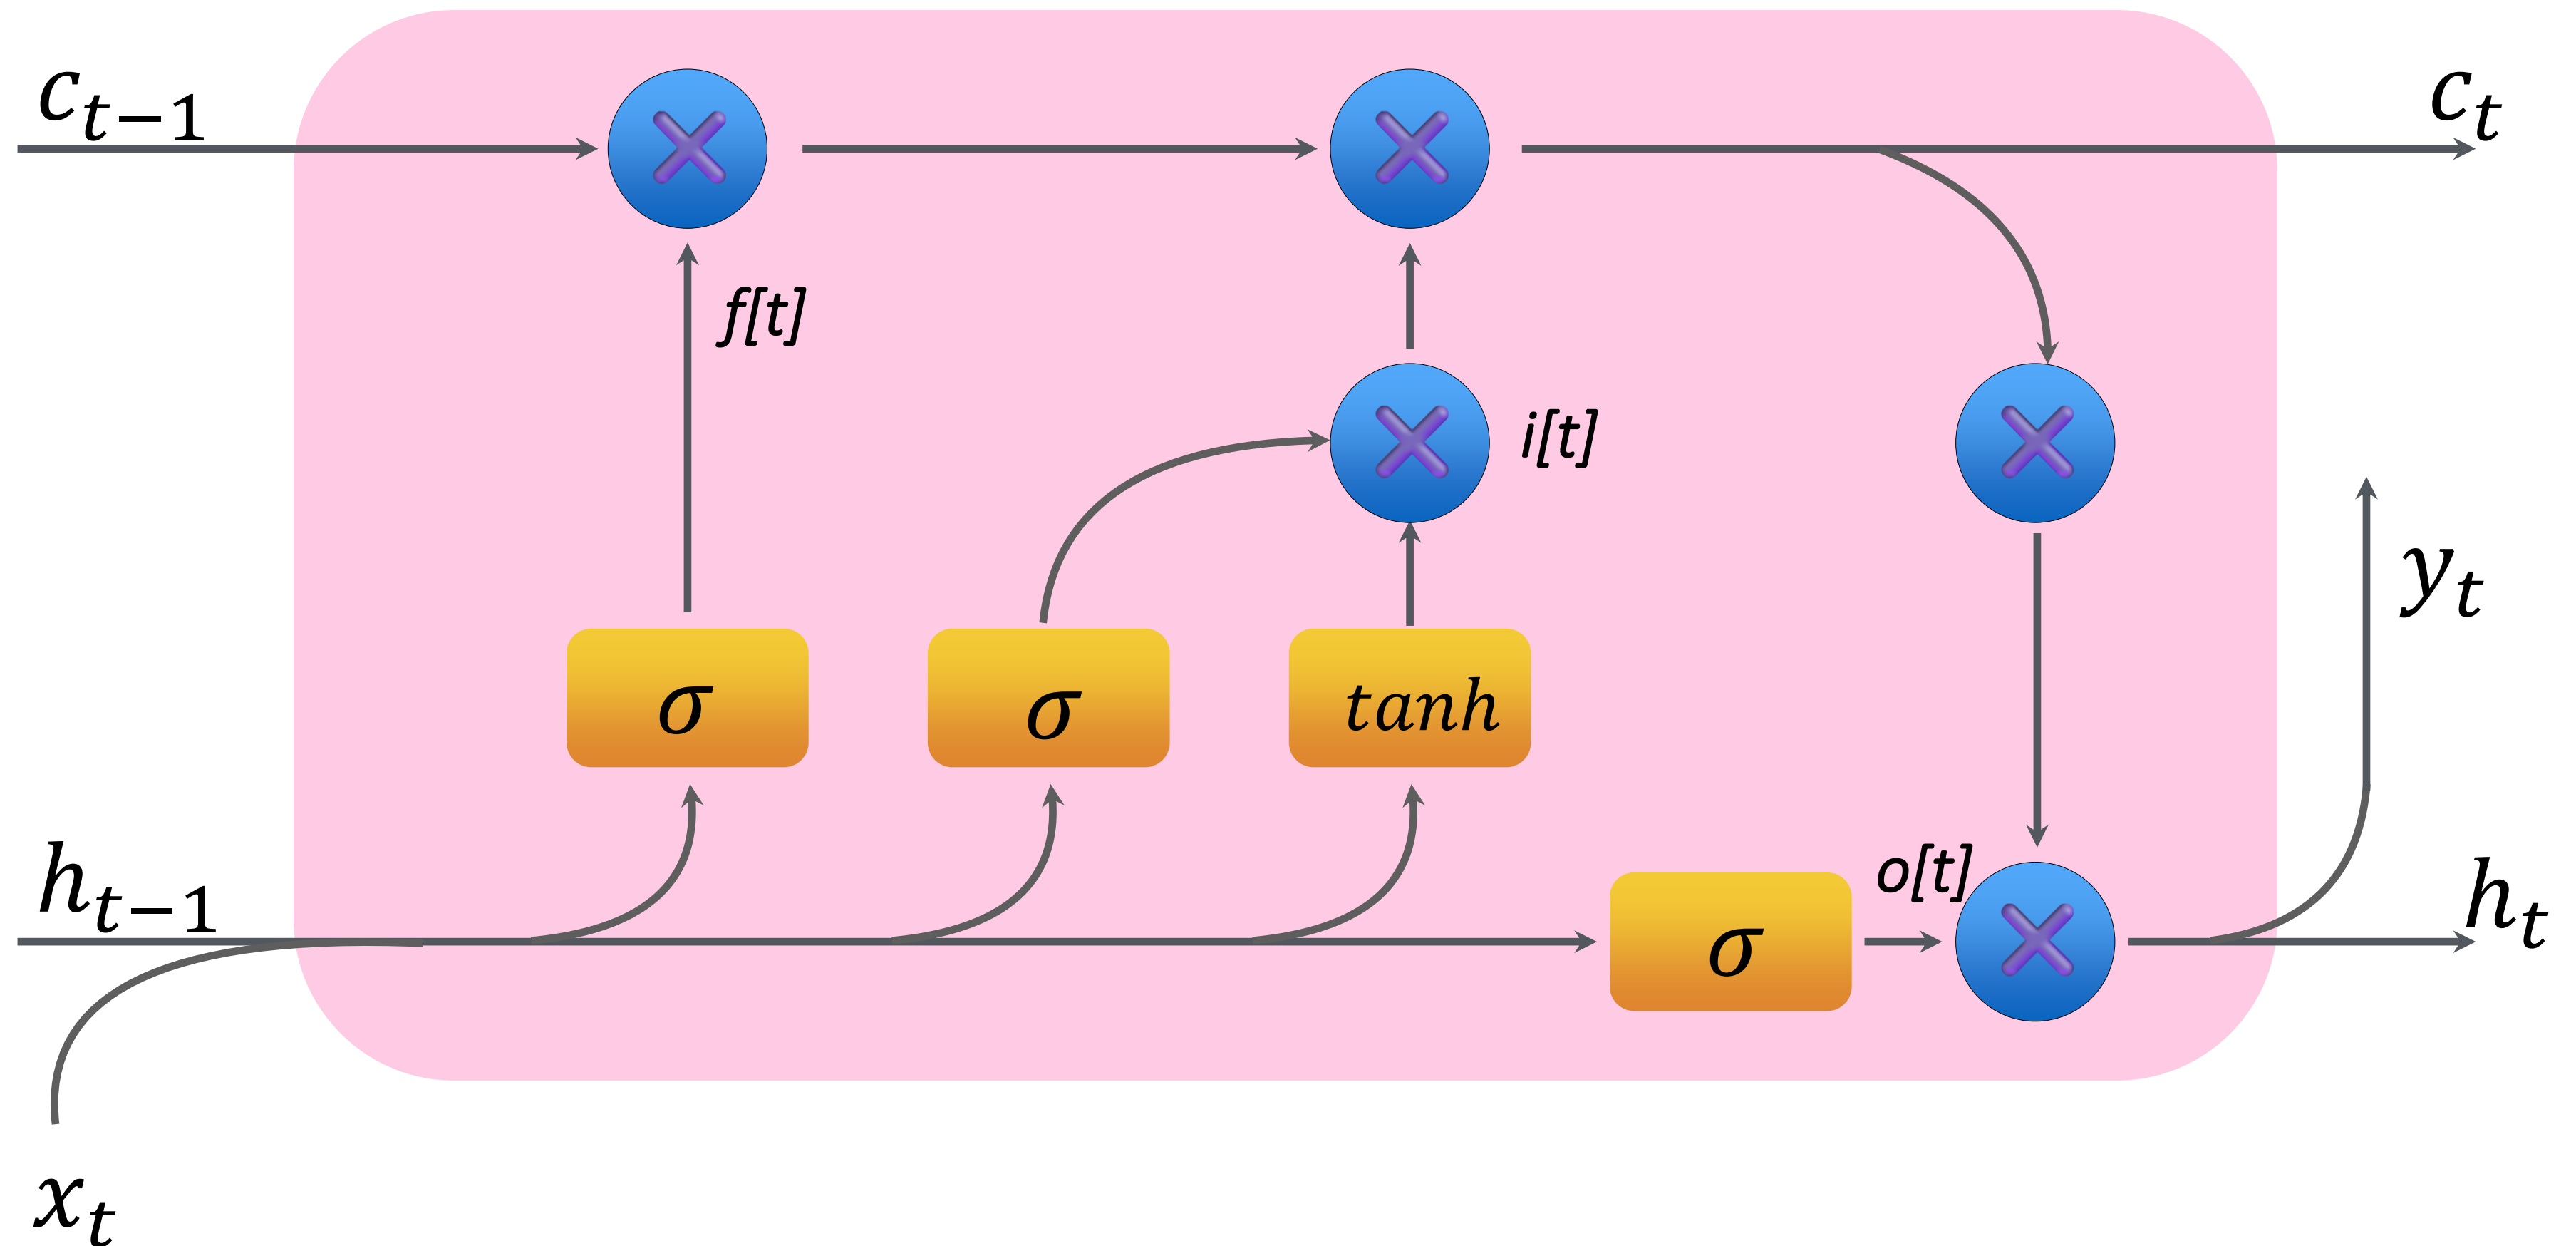 c_{t−1}
c_t
f[t]
i[t]
y_t
σ
σ
tanh
h_{t−1}
o[t]
h_t
σ
x_t